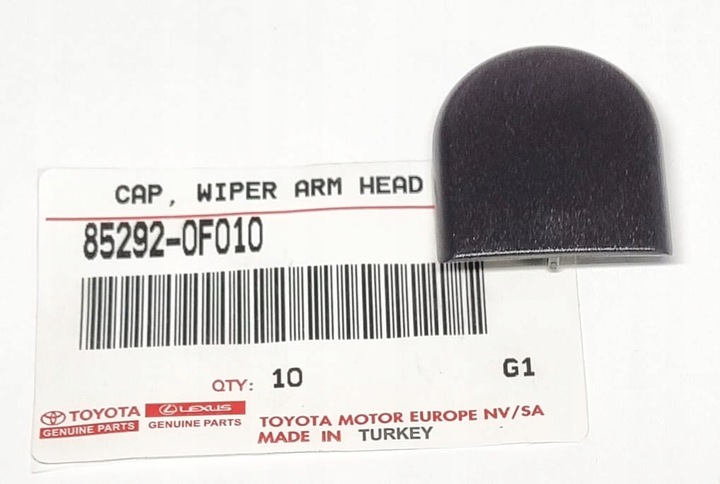 CAP, WIPER ARM HEAD
85292-0F010
QTY: 10 G1
TOYOTA LEXUS
GENUINE PARTS GENUINE PARTS
TOYOTA MOTOR EUROPE NV/SA
MADE IN TURKEY